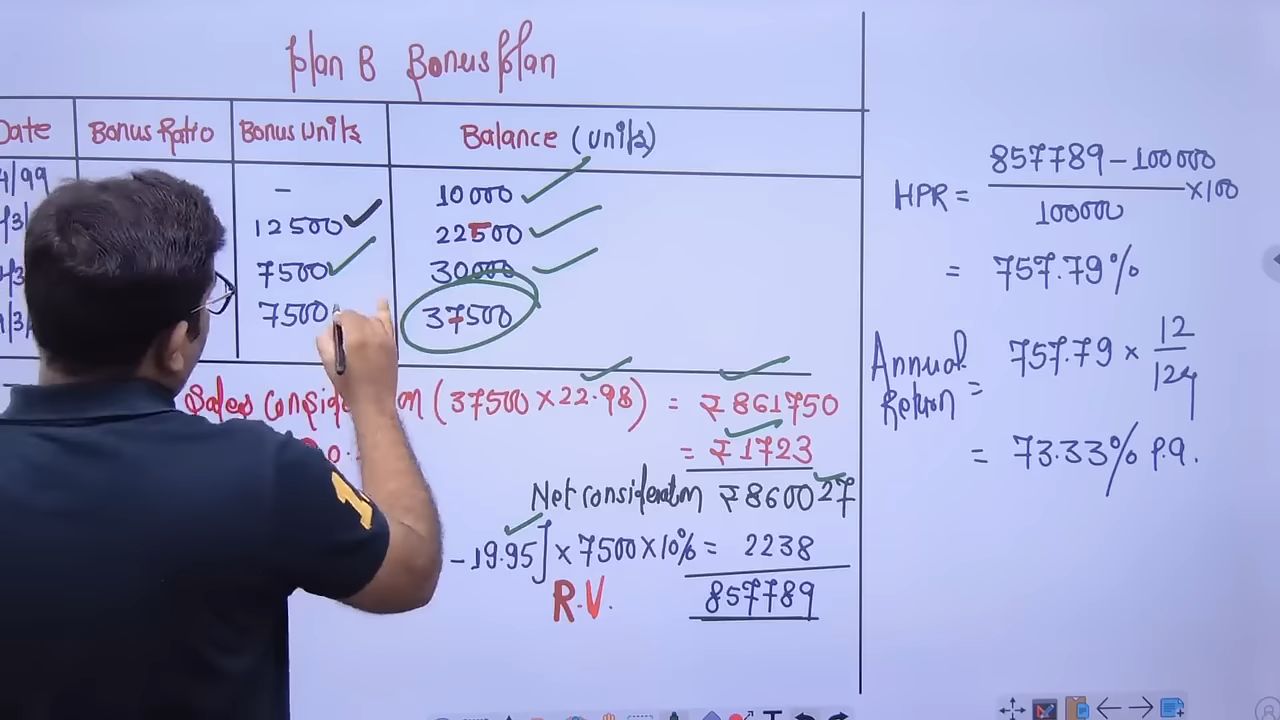 Plan B Bonus Plan
Date Bonus Ratio Bonus Units Balance (units)
4/99 - 10000
/3/ 12500 22500
/3 7500 30000
/3/ 7500 37500
Sales Consi on (37500 × 22.98) = ₹ 861750
= ₹ 1723
Net consideration ₹ 860027
- 19.95] × 7500 × 10% = 2238
R.V. 857789
HPR = 857789 - 100000 / 100000 × 100
= 757.79%
Annual Return = 757.79 × 12 / 124
= 73.33% P.a.